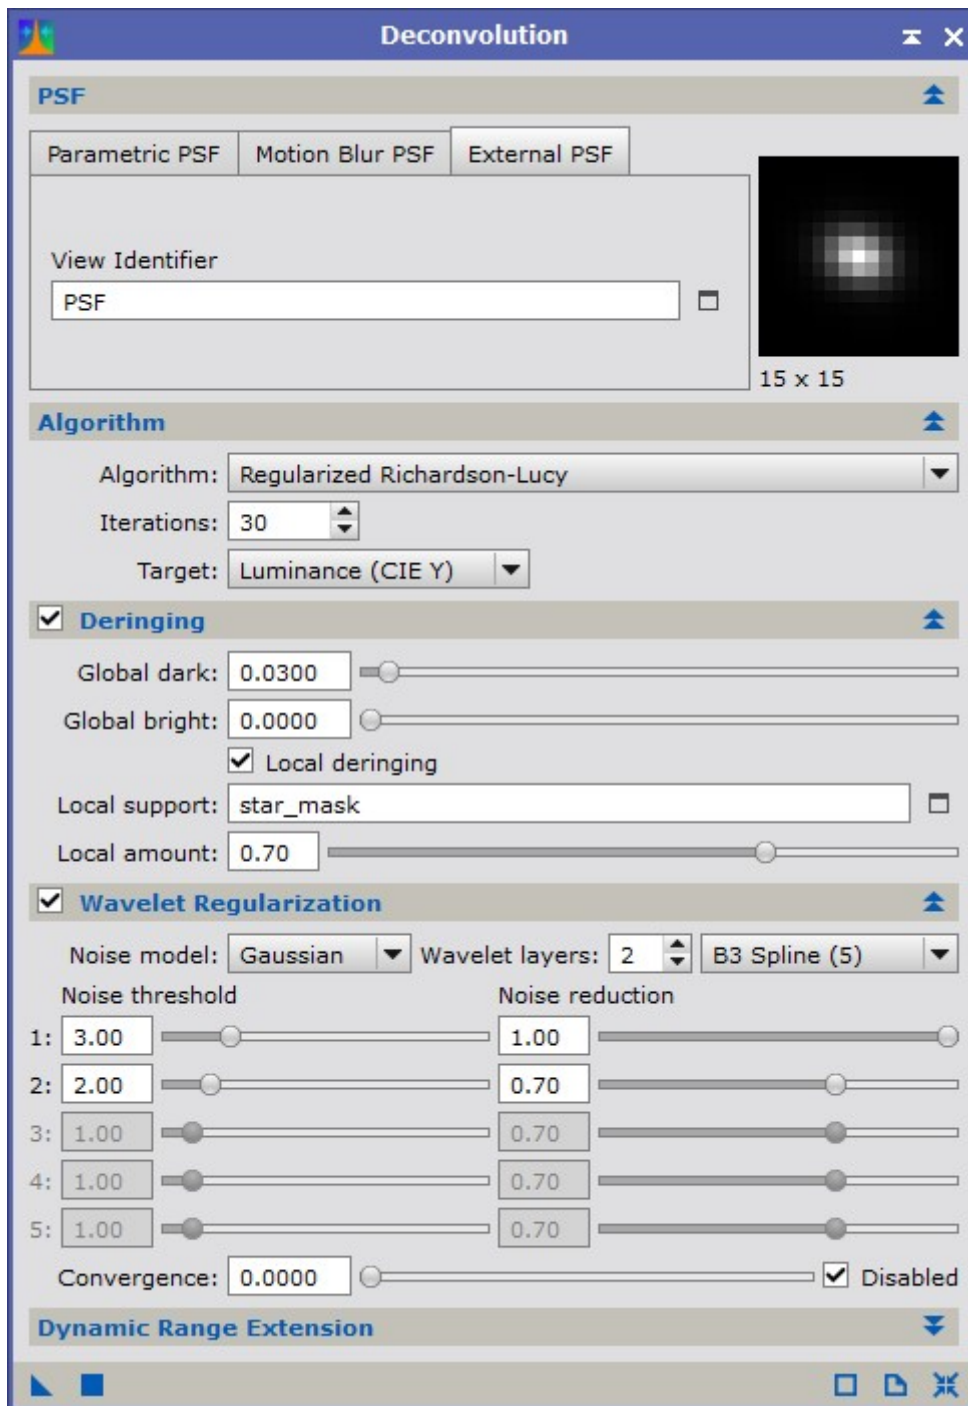 Deconvolution
PSF
Parametric PSF Motion Blur PSF External PSF
View Identifier
PSF
15 x 15
Algorithm
Algorithm: Regularized Richardson-Lucy
Iterations: 30
Target: Luminance (CIE Y)
Deringing
Global dark: 0.0300
Global bright: 0.0000
Local deringing
Local support: star_mask
Local amount: 0.70
Wavelet Regularization
Noise model: Gaussian Wavelet layers: 2 B3 Spline (5)
Noise threshold Noise reduction
1: 3.00 1.00
2: 2.00 0.70
3: 1.00 0.70
4: 1.00 0.70
5: 1.00 0.70
Convergence: 0.0000 Disabled
Dynamic Range Extension